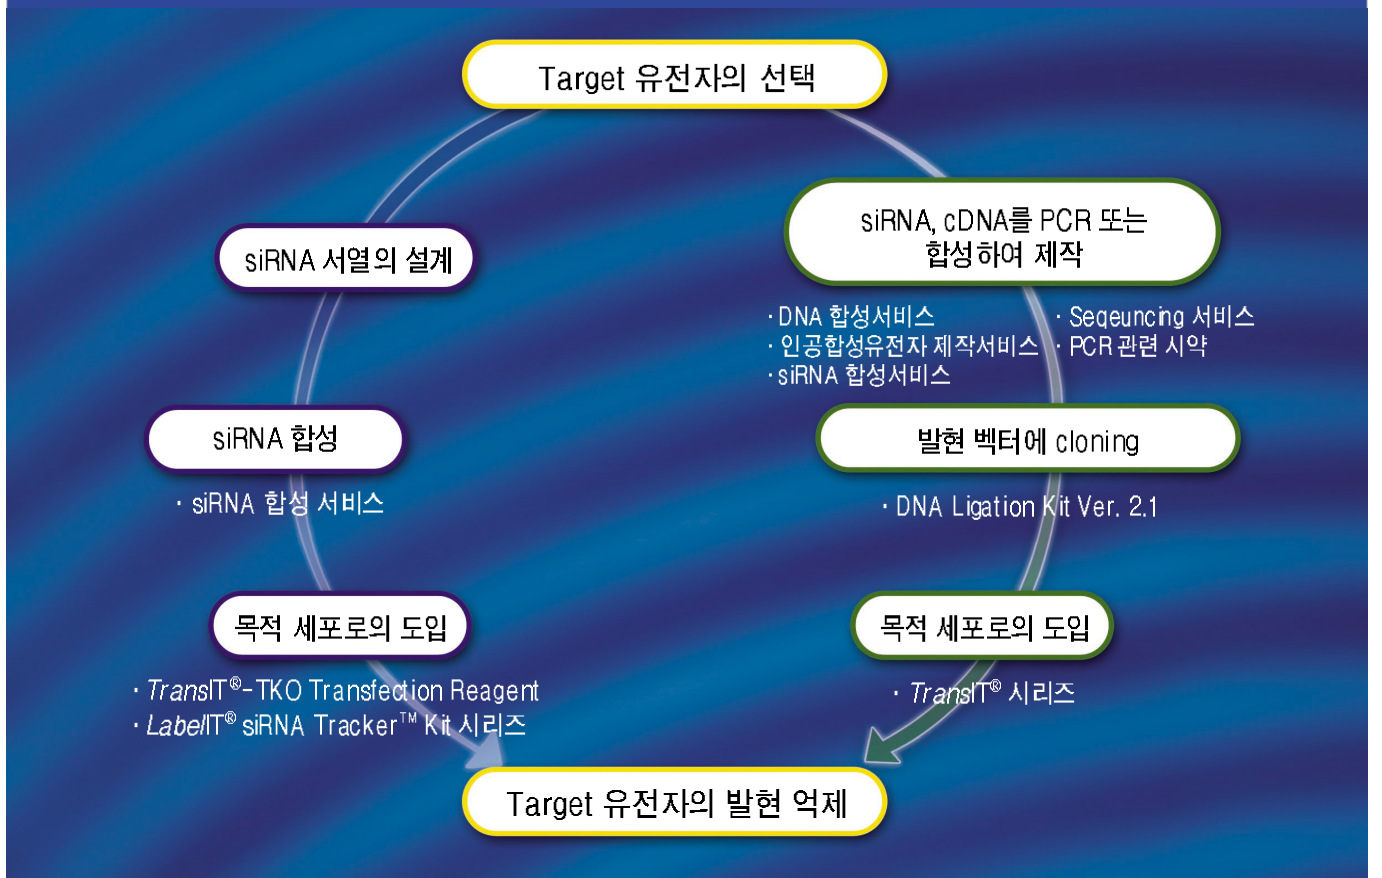 Target 유전자의 선택
siRNA 서열의 설계
siRNA 합성
· siRNA 합성 서비스
목적 세포로의 도입
· TransIT®-TKO Transfection Reagent
· LabelIT® siRNA Tracker™ Kit 시리즈
siRNA, cDNA를 PCR 또는
합성하여 제작
· DNA 합성서비스
· 인공합성유전자 제작서비스
· siRNA 합성서비스
· Seqeuncing 서비스
· PCR 관련 시약
발현 벡터에 cloning
· DNA Ligation Kit Ver. 2.1
목적 세포로의 도입
· TransIT® 시리즈
Target 유전자의 발현 억제